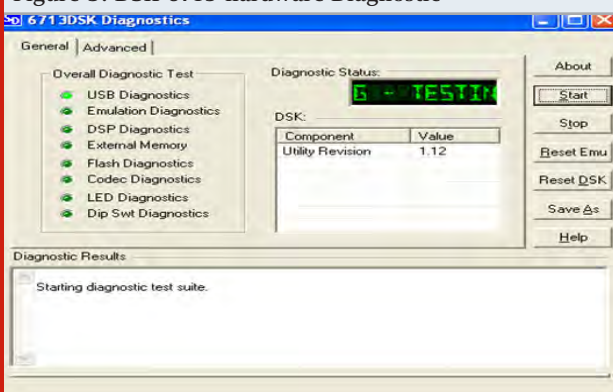 6713DSK Diagnostics
General Advanced
Overall Diagnostic Test
USB Diagnostics
Emulation Diagnostics
DSP Diagnostics
External Memory
Flash Diagnostics
Codec Diagnostics
LED Diagnostics
Dip Swt Diagnostics
Diagnostic Status:
G - TESTIN
DSK:
Component Value
Utility Revision 1.12
About
Start
Stop
Reset Emu
Reset DSK
Save As
Help
Diagnostic Results
Starting diagnostic test suite.